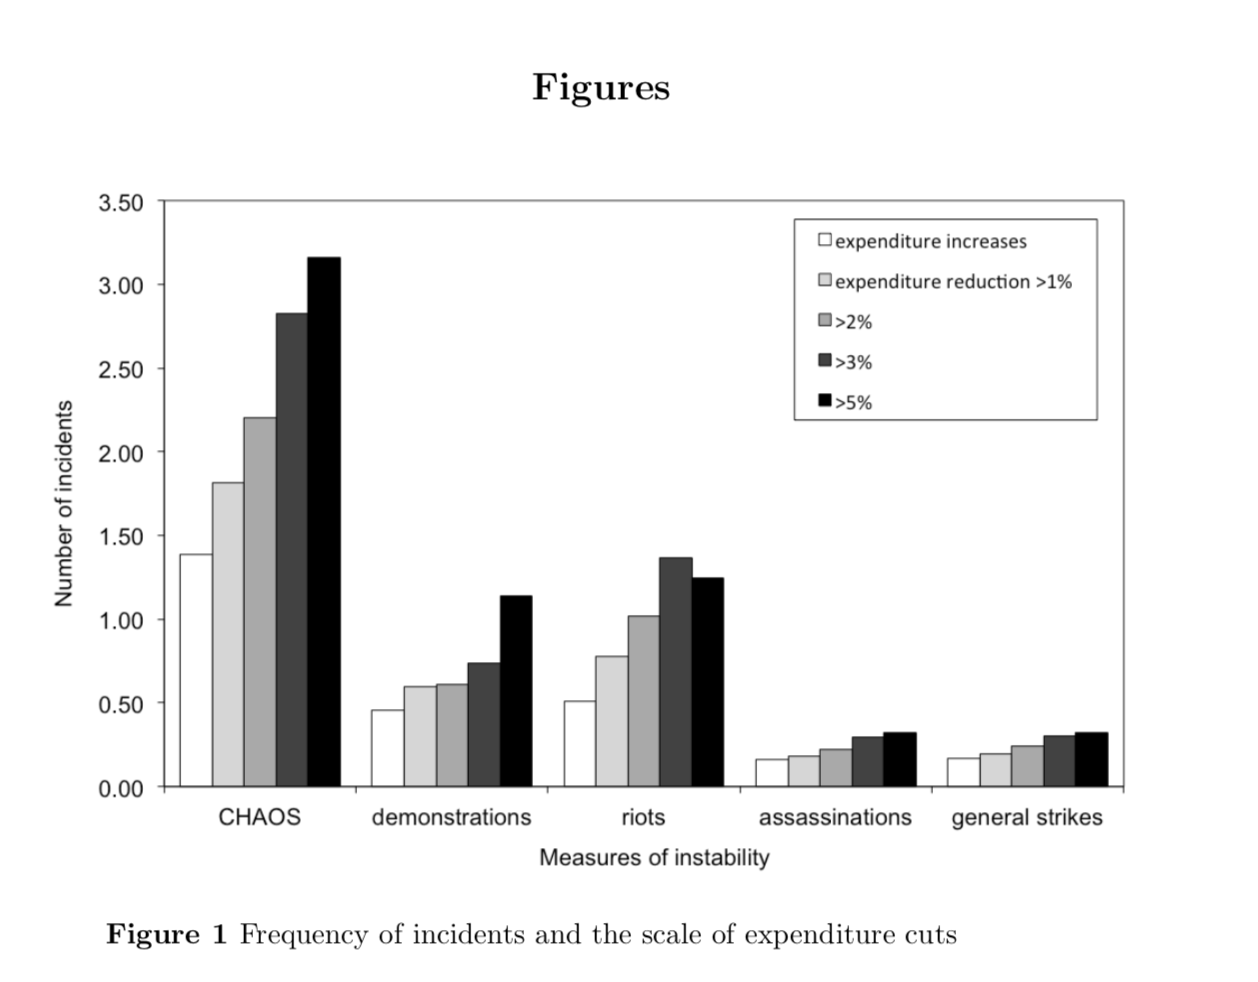 Figures
3.50
3.00
2.50
2.00
1.50
1.00
0.50
0.00
Number of incidents
expenditure increases
expenditure reduction >1%
>2%
>3%
>5%
CHAOS demonstrations riots assassinations general strikes
Measures of instability
Figure 1 Frequency of incidents and the scale of expenditure cuts